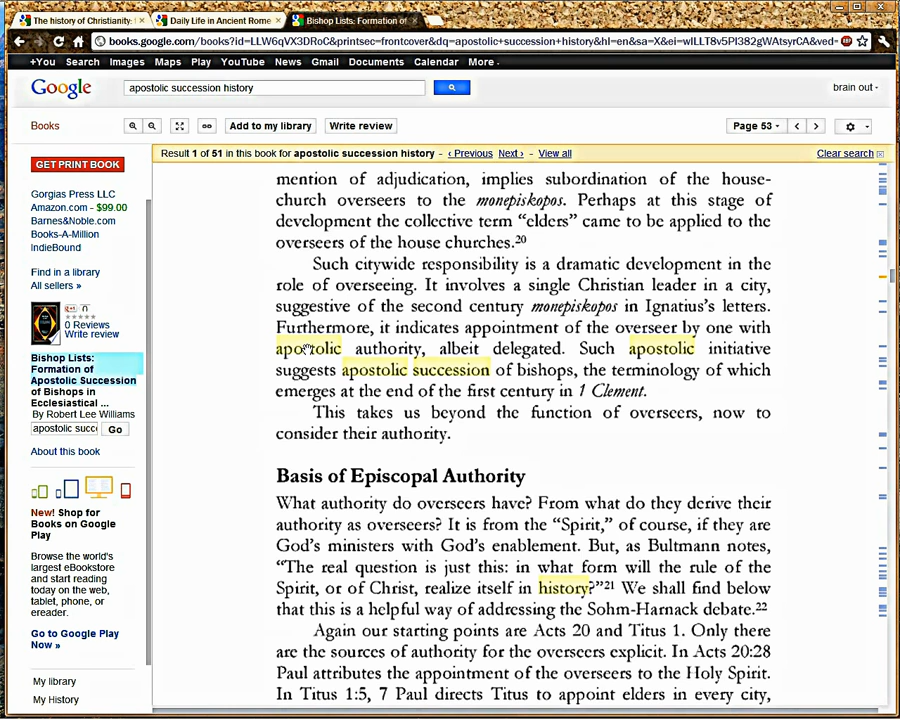 The history of Christianity:
Daily Life in Ancient Rome
Bishop Lists: Formation of
books.google.com/books?id=LLW6qVX3DRoC&printsec=frontcover&dq=apostolic+succession+history&hl=en&sa=X&ei=
+You Search Images Maps Play YouTube News Gmail Documents Calendar More
Google
apostolic succession history
brain out
Books
Add to my library
Write review
Page 53
GET PRINT BOOK
Result 1 of 51 in this book for apostolic succession history - ‹ Previous Next › - View all
Clear search
Gorgias Press LLC
Amazon.com - $99.00
Barnes&Noble.com
Books-A-Million
IndieBound
Find in a library
All sellers »
0
0 Reviews
Write review
Bishop Lists:
Formation of
Apostolic Succession
of Bishops in
Ecclesiastical ...
By Robert Lee Williams
apostolic succ
Go
About this book
New! Shop for
Books on Google
Play
Browse the world's
largest eBookstore
and start reading
today on the web,
tablet, phone, or
ereader.
Go to Google Play
Now »
My library
My History
mention of adjudication, implies subordination of the house-
church overseers to the monepiskopos. Perhaps at this stage of
development the collective term “elders” came to be applied to the
overseers of the house churches.20
Such citywide responsibility is a dramatic development in the
role of overseeing. It involves a single Christian leader in a city,
suggestive of the second century monepiskopos in Ignatius’s letters.
Furthermore, it indicates appointment of the overseer by one with
apostolic authority, albeit delegated. Such apostolic initiative
suggests apostolic succession of bishops, the terminology of which
emerges at the end of the first century in 1 Clement.
This takes us beyond the function of overseers, now to
consider their authority.
Basis of Episcopal Authority
What authority do overseers have? From what do they derive their
authority as overseers? It is from the “Spirit,” of course, if they are
God’s ministers with God’s enablement. But, as Bultmann notes,
“The real question is just this: in what form will the rule of the
Spirit, or of Christ, realize itself in history?”21 We shall find below
that this is a helpful way of addressing the Sohm-Harnack debate.22
Again our starting points are Acts 20 and Titus 1. Only there
are the sources of authority for the overseers explicit. In Acts 20:28
Paul attributes the appointment of the overseers to the Holy Spirit.
In Titus 1:5, 7 Paul directs Titus to appoint elders in every city,